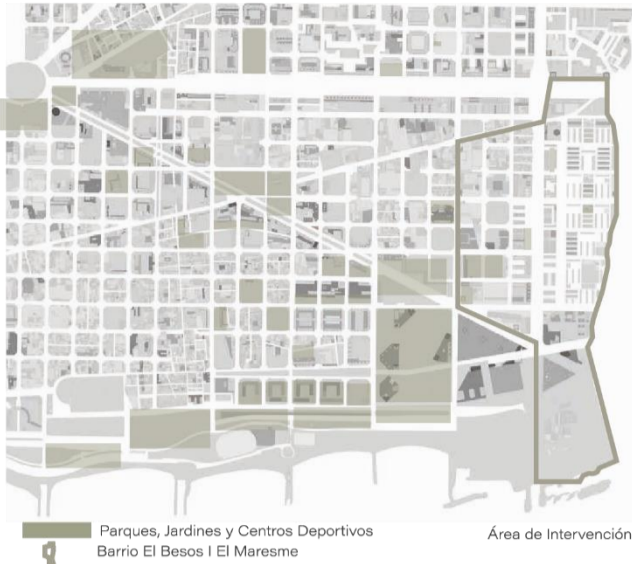 Parques, Jardines y Centros Deportivos
Área de Intervención
Barrio El Besos I El Maresme